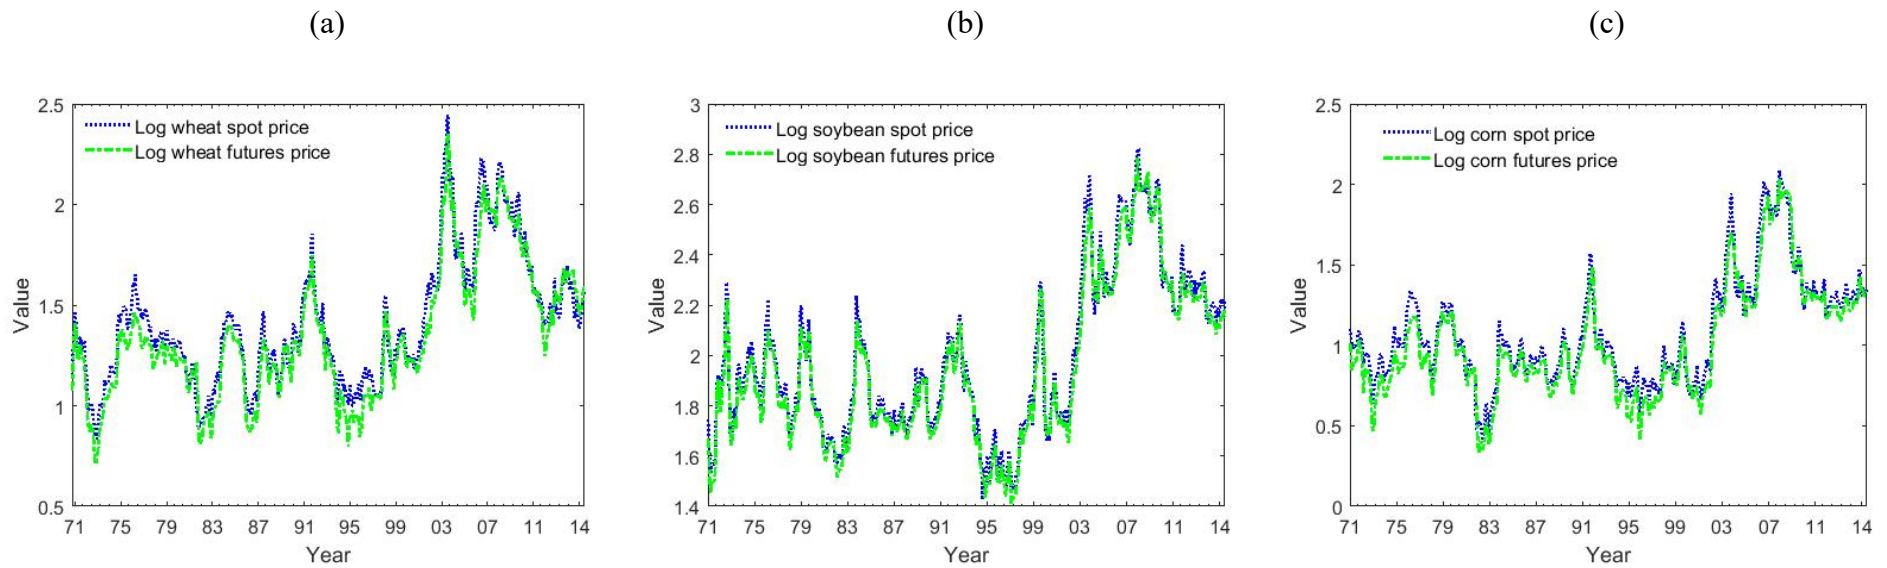 (a)
(b)
(c)
Log wheat spot price
Log wheat futures price
2.5
2
1.5
1
0.5
Value
71 75 79 83 87 91 95 99 03 07 11 14
Year
Log soybean spot price
Log soybean futures price
3
2.8
2.6
2.4
2.2
2
1.8
1.6
1.4
Value
71 75 79 83 87 91 95 99 03 07 11 14
Year
Log corn spot price
Log corn futures price
2.5
2
1.5
1
0.5
0
Value
71 75 79 83 87 91 95 99 03 07 11 14
Year